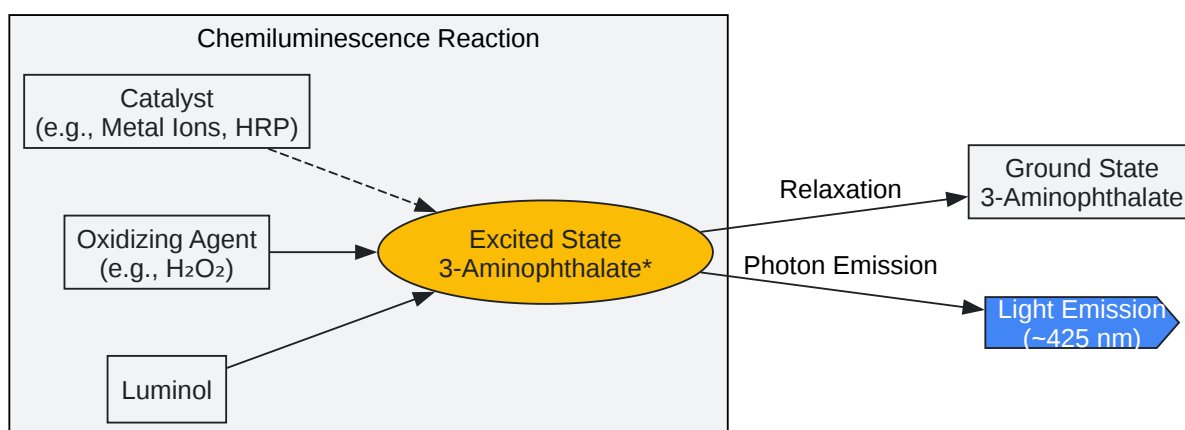 Chemiluminescence Reaction
Catalyst
(e.g., Metal Ions, HRP)
Oxidizing Agent
(e.g., H₂O₂)
Luminol
Excited State
3-Aminophthalate*
Relaxation
Photon Emission
Ground State
3-Aminophthalate
Light Emission
(~425 nm)